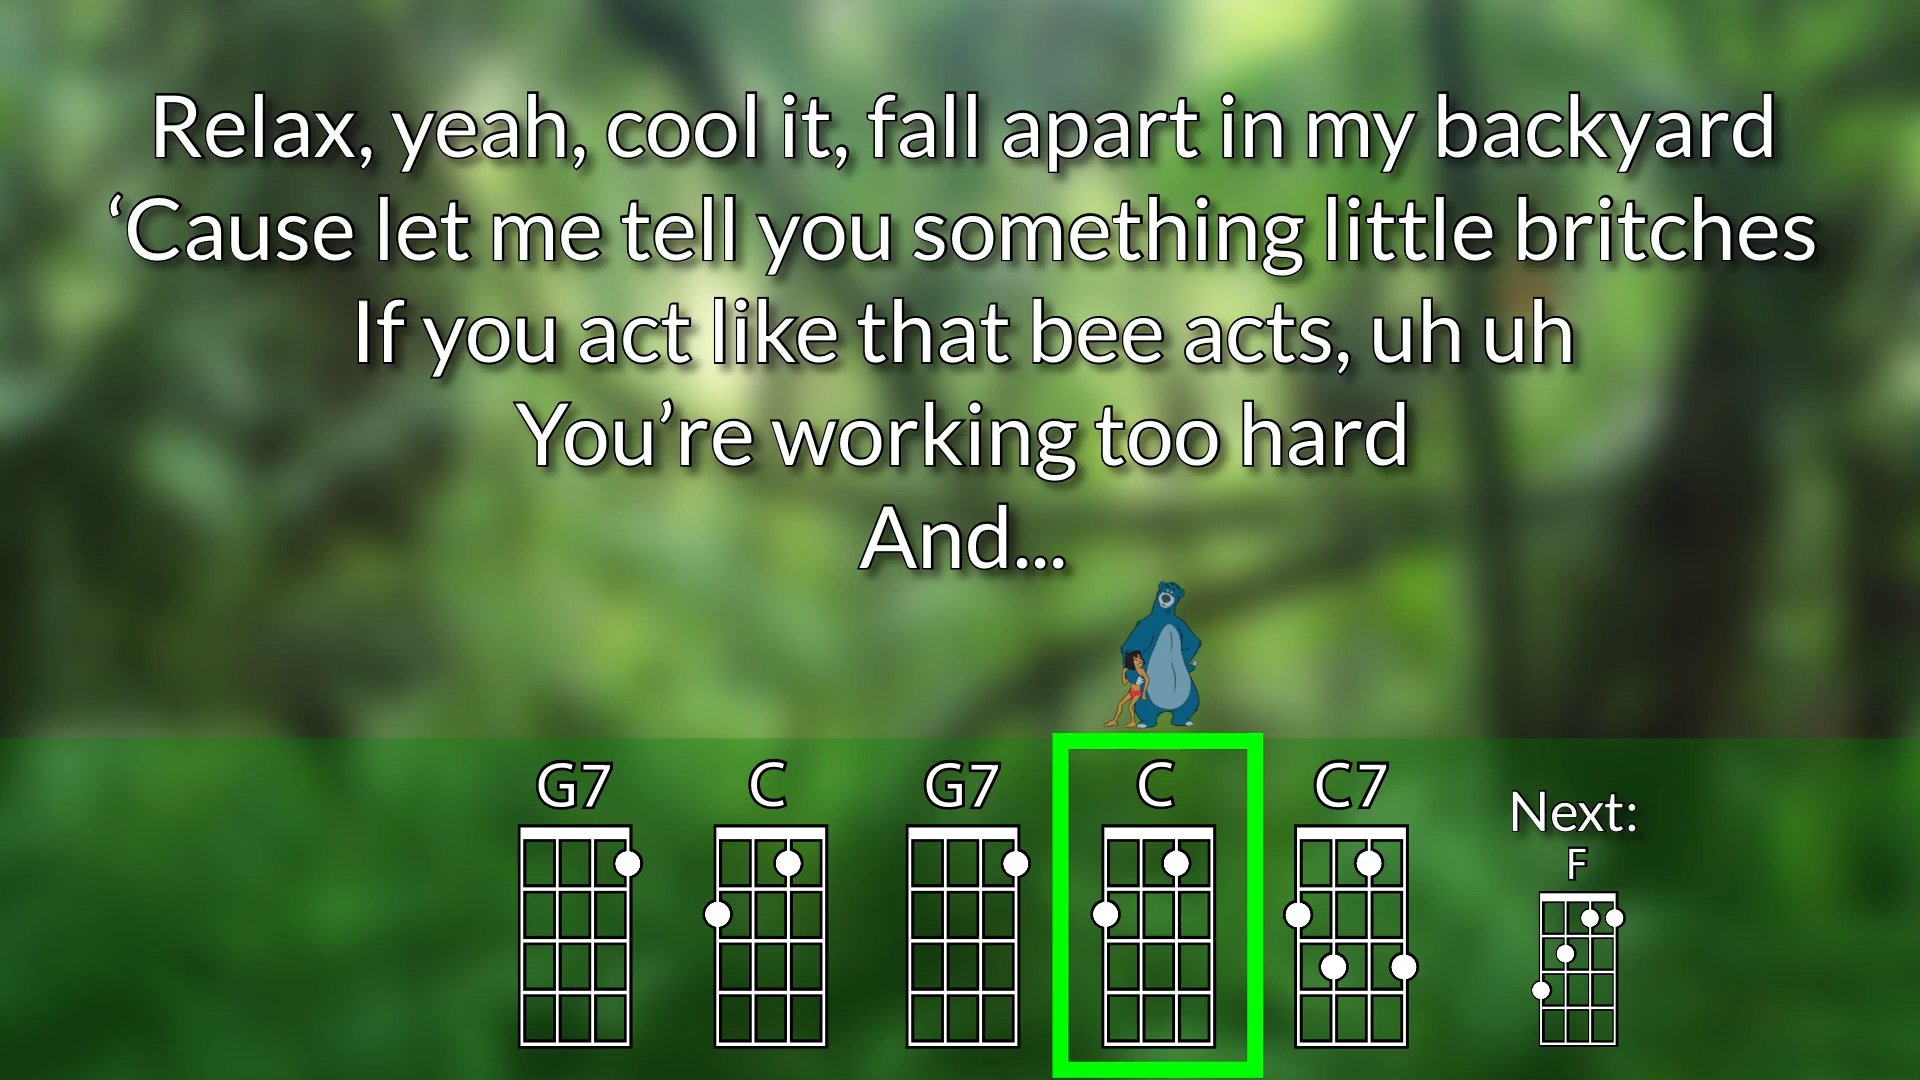 Relax, yeah, cool it, fall apart in my backyard
‘Cause let me tell you something little britches
If you act like that bee acts, uh uh
You’re working too hard
And...
G7 C G7 C C7
Next:
F